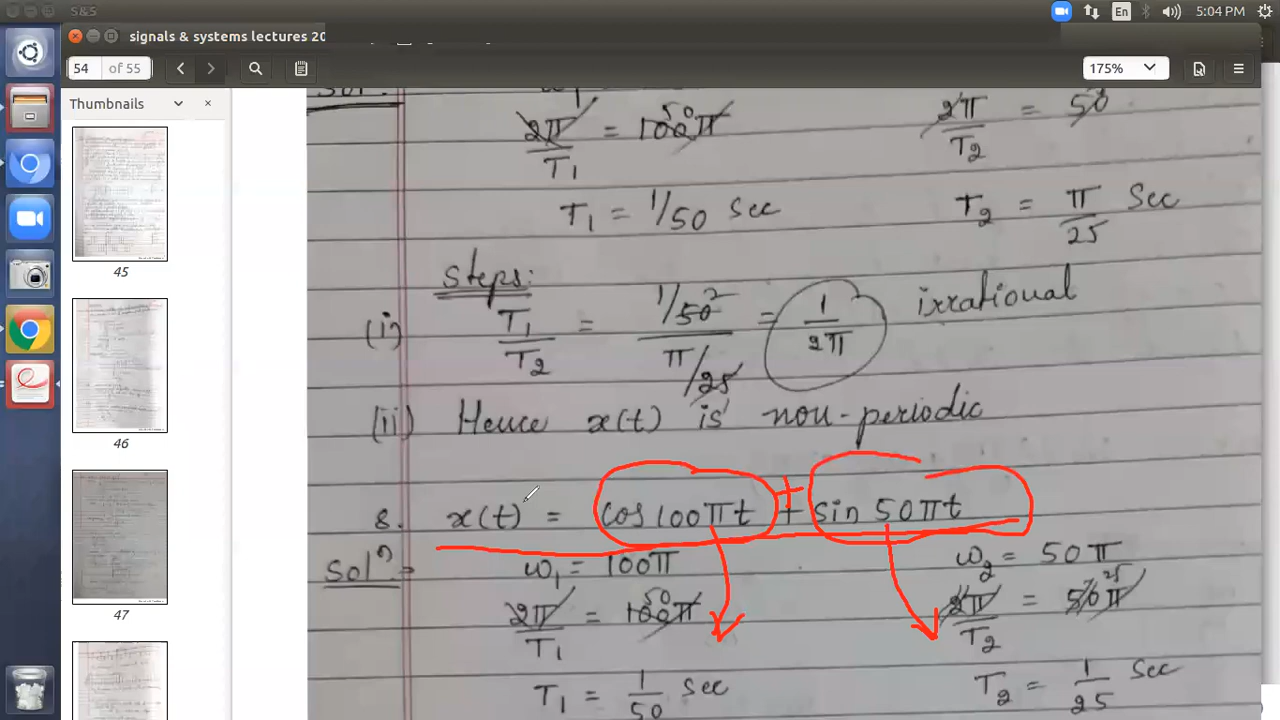 S&S
En
5:04 PM
signals & systems lectures 20
54 of 55
175%
Thumbnails
45
46
47
2π/T1 = 100π 50
2π/T2 = 50
T1 = 1/50 Sec
T2 = π/25 Sec
Steps:
(i) T1/T2 = 1/50 2 / π/25 = 1/2π irrational
(ii) Hence x(t) is non-periodic
8. x(t) = cos100πt + sin 50πt
+
Soln:- ω1 = 100π
ω2 = 50π
2π/T1 = 100π 50
2π/T2 = 50π 25
T1 = 1/50 Sec
T2 = 1/25 Sec